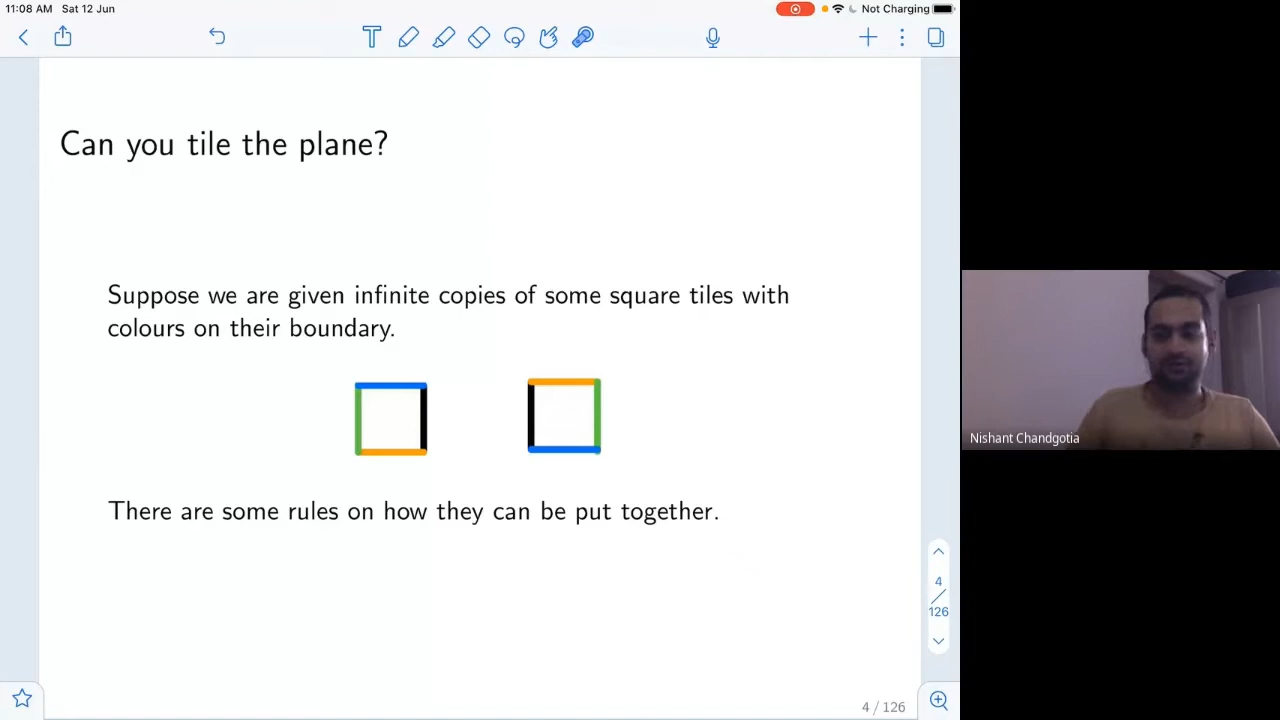 11:08 AM Sat 12 Jun
Not Charging
Can you tile the plane?
Suppose we are given infinite copies of some square tiles with
colours on their boundary.
There are some rules on how they can be put together.
4
126
4 / 126
Nishant Chandgotia